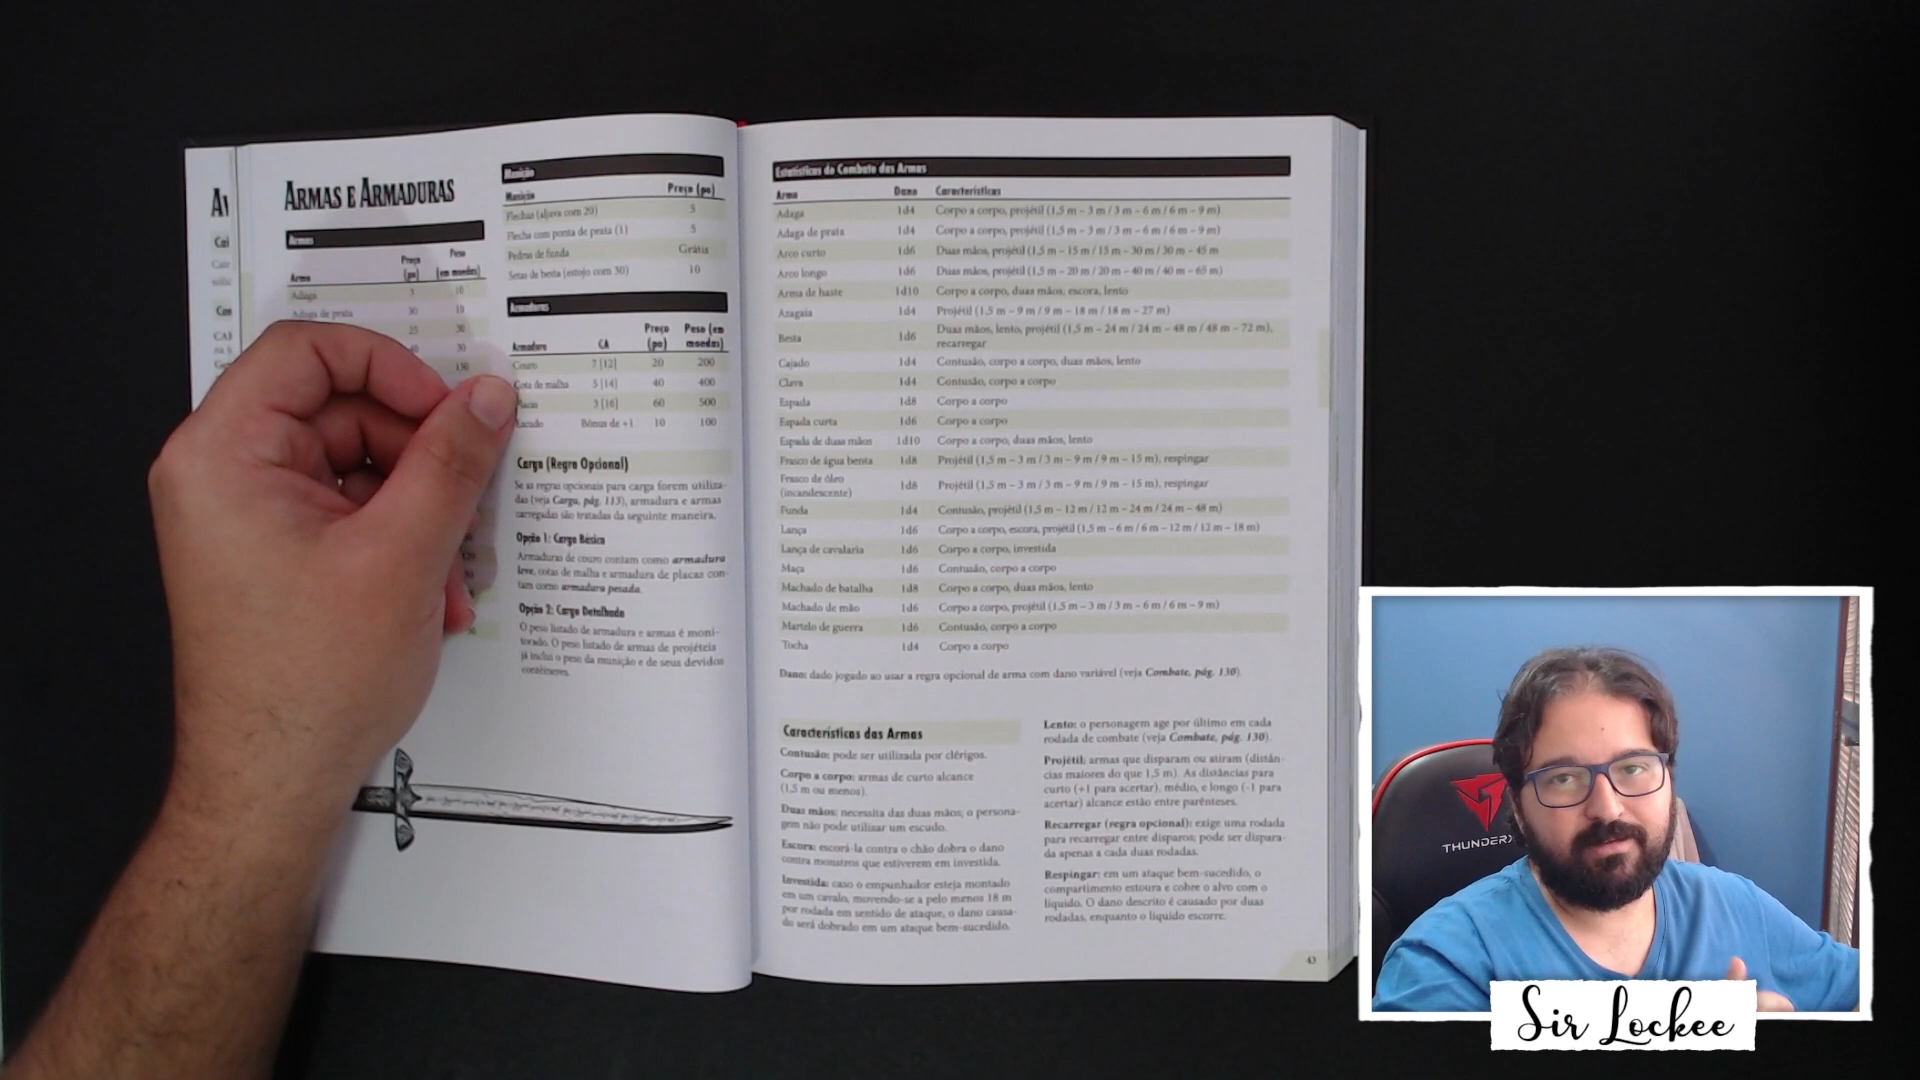 Av
ARMAS E ARMADURAS
Armas
Arma
Preço
(po)
Peso
(em moedas)
Adaga 3 10
Adaga de prata 30 10
25 30
30
150
Munição
Munição Preço (po)
Flechas (aljava com 20) 5
Flecha com ponta de prata (1) 5
Pedras de funda Grátis
Setas de besta (estojo com 30) 10
Armaduras
Armadura CA Preço (po) Peso (em moedas)
Couro 7 [12] 20 200
Cota de malha 5 [14] 40 400
Placas 3 [16] 60 500
Escudo Bônus de +1 10 100
Carga (Regra Opcional)
Se as regras opcionais para carga forem utiliza-
das (veja Carga, pág. 113), armadura e armas
carregadas são tratadas da seguinte maneira.
Opção 1: Carga Básica
Armaduras de couro contam como armadura
leve, cotas de malha e armadura de placas con-
tam como armadura pesada.
Opção 2: Carga Detalhada
O peso listado de armadura e armas é moni-
torado. O peso listado de armas de projéteis
já inclui o peso da munição e de seus devidos
contêineres.
Estatísticas de Combate das Armas
Arma Dano Características
Adaga 1d4 Corpo a corpo, projétil (1,5 m – 3 m / 3 m – 6 m / 6 m – 9 m)
Adaga de prata 1d4 Corpo a corpo, projétil (1,5 m – 3 m / 3 m – 6 m / 6 m – 9 m)
Arco curto 1d6 Duas mãos, projétil (1,5 m – 15 m / 15 m – 30 m / 30 m – 45 m
Arco longo 1d6 Duas mãos, projétil (1,5 m – 20 m / 20 m – 40 m / 40 m – 65 m)
Arma de haste 1d10 Corpo a corpo, duas mãos, escora, lento
Azagaia 1d4 Projétil (1,5 m – 9 m / 9 m – 18 m / 18 m – 27 m)
Besta 1d6 Duas mãos, lento, projétil (1,5 m – 24 m / 24 m – 48 m / 48 m – 72 m),
recarregar
Cajado 1d4 Contusão, corpo a corpo, duas mãos, lento
Clava 1d4 Contusão, corpo a corpo
Espada 1d8 Corpo a corpo
Espada curta 1d6 Corpo a corpo
Espada de duas mãos 1d10 Corpo a corpo, duas mãos, lento
Frasco de água benta 1d8 Projétil (1,5 m – 3 m / 3 m – 9 m / 9 m – 15 m), respingar
Frasco de óleo
(incandescente) 1d8 Projétil (1,5 m – 3 m / 3 m – 9 m / 9 m – 15 m), respingar
Funda 1d4 Contusão, projétil (1,5 m – 12 m / 12 m – 24 m / 24 m – 48 m)
Lança 1d6 Corpo a corpo, escora, projétil (1,5 m – 6 m / 6 m – 12 m / 12 m – 18 m)
Lança de cavalaria 1d6 Corpo a corpo, investida
Maça 1d6 Contusão, corpo a corpo
Machado de batalha 1d8 Corpo a corpo, duas mãos, lento
Machado de mão 1d6 Corpo a corpo, projétil (1,5 m – 3 m / 3 m – 6 m / 6 m – 9 m)
Martelo de guerra 1d6 Contusão, corpo a corpo
Tocha 1d4 Corpo a corpo
Dano: dado jogado ao usar a regra opcional de arma com dano variável (veja Combate, pág. 130).
Características das Armas
Contusão: pode ser utilizada por clérigos.
Corpo a corpo: armas de curto alcance
(1,5 m ou menos).
Duas mãos: necessita das duas mãos; o persona-
gem não pode utilizar um escudo.
Escora: escorá-la contra o chão dobra o dano
contra monstros que estiverem em investida.
Investida: caso o empunhador esteja montado
em um cavalo, movendo-se a pelo menos 18 m
por rodada em sentido de ataque, o dano causa-
do será dobrado em um ataque bem-sucedido.
Lento: o personagem age por último em cada
rodada de combate (veja Combate, pág. 130).
Projétil: armas que disparam ou atiram (distân-
cias maiores do que 1,5 m). As distâncias para
curto (+1 para acertar), médio, e longo (-1 para
acertar) alcance estão entre parênteses.
Recarregar (regra opcional): exige uma rodada
para recarregar entre disparos; pode ser dispara-
da apenas a cada duas rodadas.
Respingar: em um ataque bem-sucedido, o
compartimento estoura e cobre o alvo com o
líquido. O dano descrito é causado por duas
rodadas, enquanto o líquido escorre.
43
THUNDERX
Sir Lockee